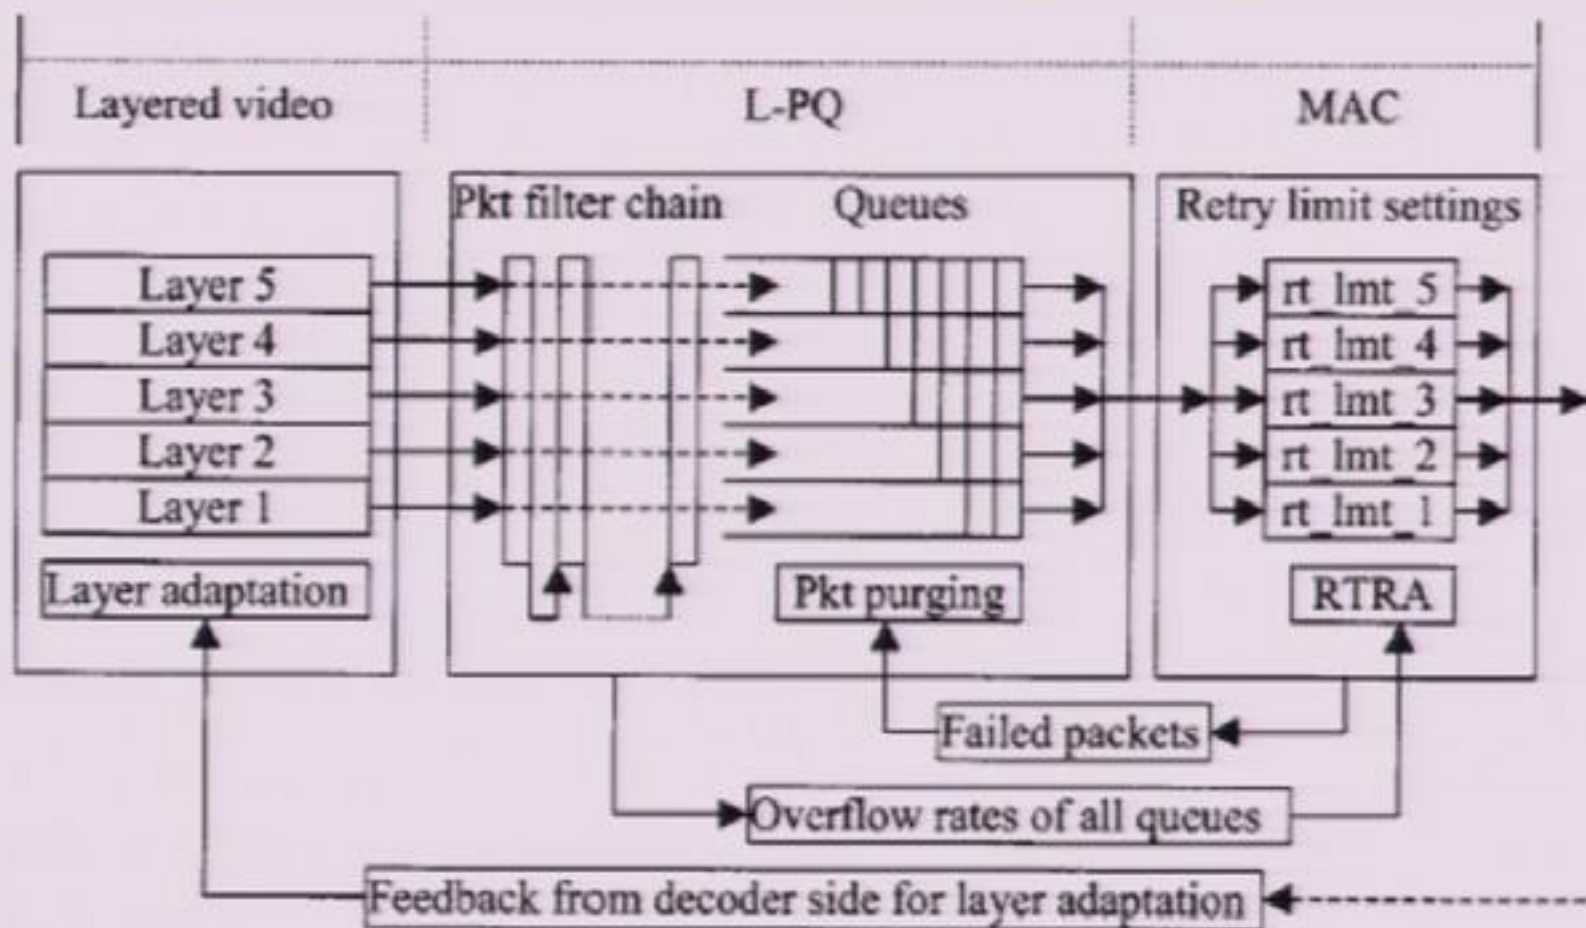 Layered video
L-PQ
MAC
Pkt filter chain
Queues
Retry limit settings
Layer 5
Layer 4
Layer 3
Layer 2
Layer 1
rt_lmt_5
rt_lmt_4
rt_lmt_3
rt_lmt_2
rt_lmt_1
Layer adaptation
Pkt purging
RTRA
Failed packets
Overflow rates of all queues
Feedback from decoder side for layer adaptation